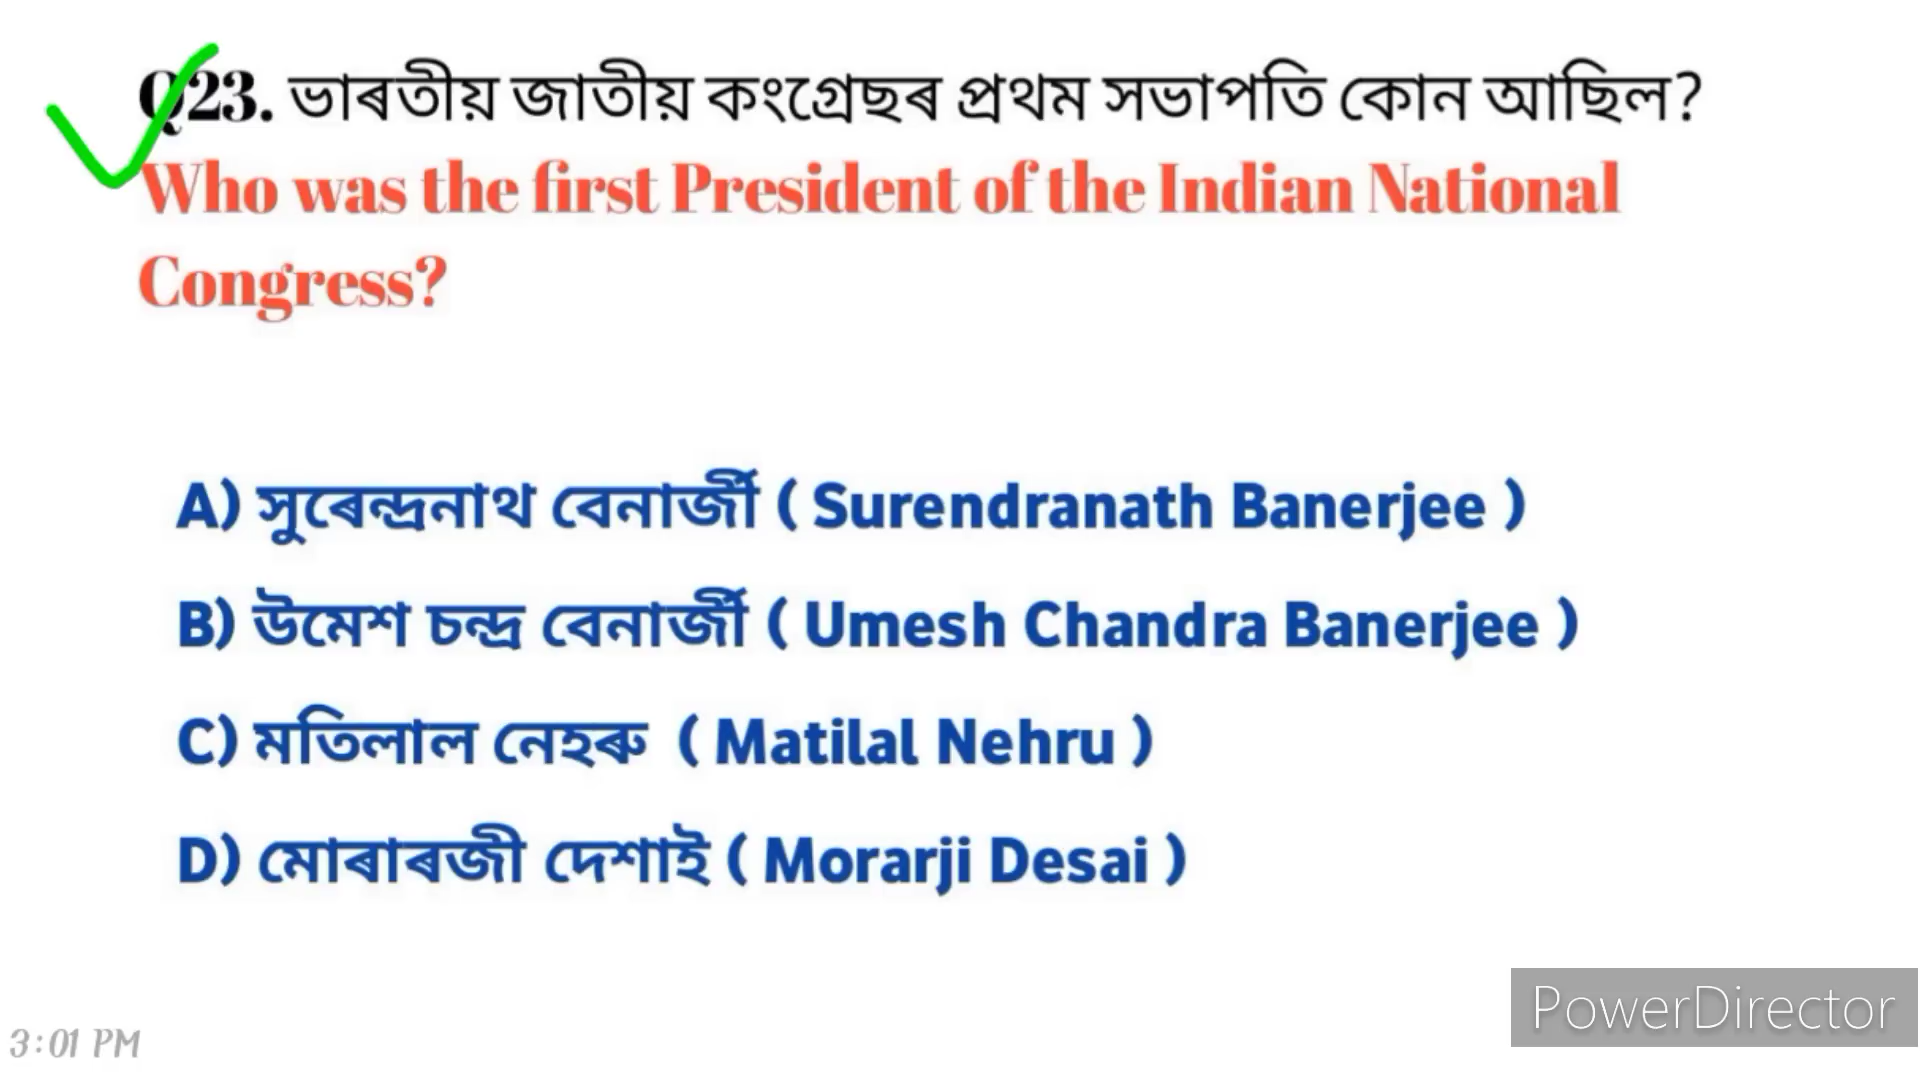 Q23. ভাৰতীয় জাতীয় কংগ্ৰেছৰ প্ৰথম সভাপতি কোন আছিল?
Who was the first President of the Indian National
Congress?
A) সুৰেন্দ্ৰনাথ বেনাৰ্জী ( Surendranath Banerjee )
B) উমেশ চন্দ্ৰ বেনাৰ্জী ( Umesh Chandra Banerjee )
C) মতিলাল নেহৰু ( Matilal Nehru )
D) মোৰাৰজী দেশাই ( Morarji Desai )
PowerDirector
3:01 PM